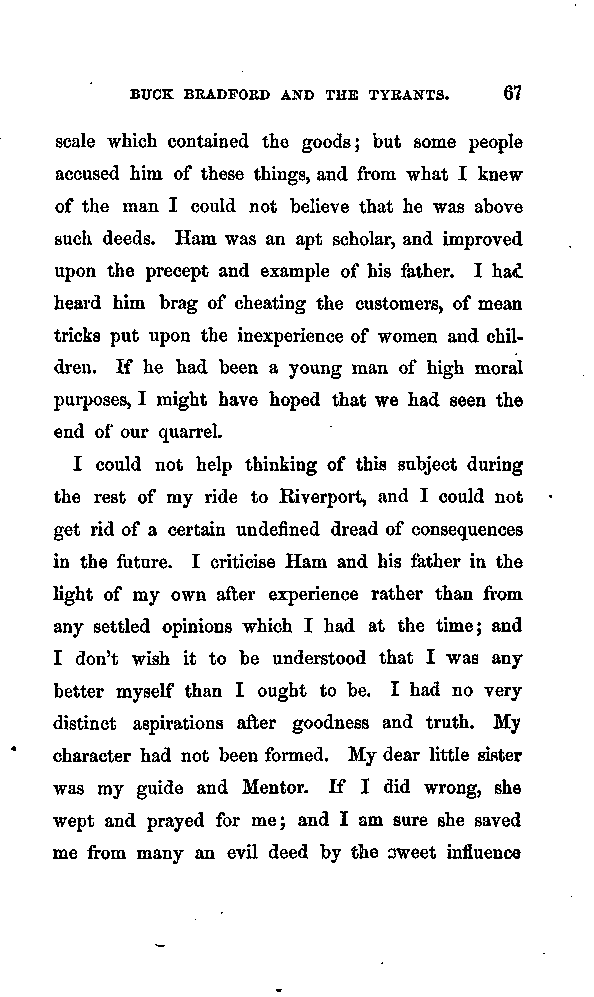 BUCK BRADFORD AND THE TYRANTS. 67
scale which contained the goods; but some people
accused him of these things, and from what I knew
of the man I could not believe that he was above
such deeds. Ham was an apt scholar, and improved
upon the precept and example of his father. I had
heard him brag of cheating the customers, of mean
tricks put upon the inexperience of women and chil-
dren. If he had been a young man of high moral
purposes, I might have hoped that we had seen the
end of our quarrel.
I could not help thinking of this subject during
the rest of my ride to Riverport, and I could not
get rid of a certain undefined dread of consequences
in the future. I criticise Ham and his father in the
light of my own after experience rather than from
any settled opinions which I had at the time; and
I don't wish it to be understood that I was any
better myself than I ought to be. I had no very
distinct aspirations after goodness and truth. My
character had not been formed. My dear little sister
was my guide and Mentor. If I did wrong, she
wept and prayed for me; and I am sure she saved
me from many an evil deed by the sweet influence